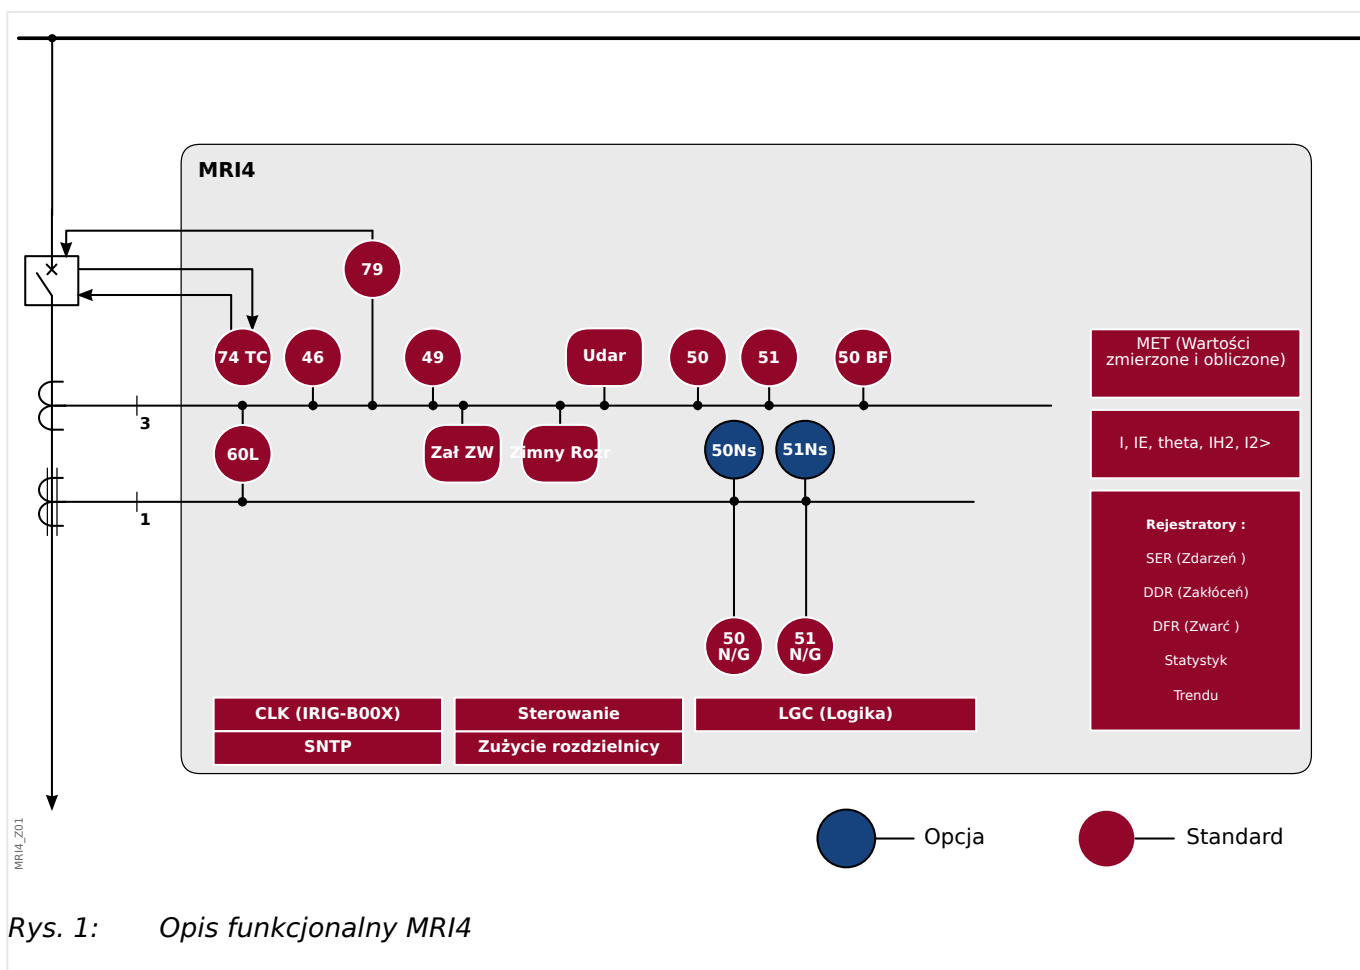 MRI4
79
74 TC
46
49
Udar
50
51
50 BF
MET (Wartości
zmierzone i obliczone)
3
60L
Zał ZW
Zimny Rozr
50Ns
51Ns
I, IE, theta, IH2, I2>
1
Rejestratory :
SER (Zdarzeń )
DDR (Zakłóceń)
DFR (Zwarć )
Statystyk
Trendu
50
N/G
51
N/G
CLK (IRIG-B00X)
Sterowanie
LGC (Logika)
SNTP
Zużycie rozdzielnicy
MRI4_Z01
Opcja
Standard
Rys. 1: Opis funkcjonalny MRI4